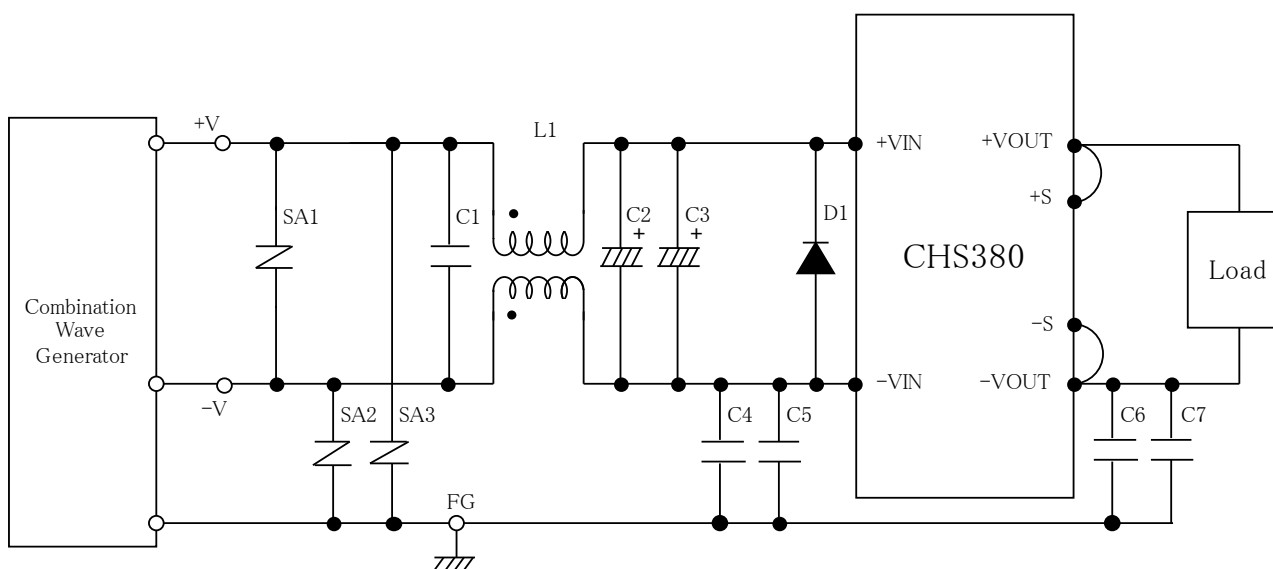 +V
L1
+VIN
+VOUT
+S
SA1
C1
C2
+
C3
+
D1
CHS380
Load
Combination
Wave
Generator
−S
−V
−VIN
−VOUT
SA2
SA3
C4
C5
C6
C7
FG